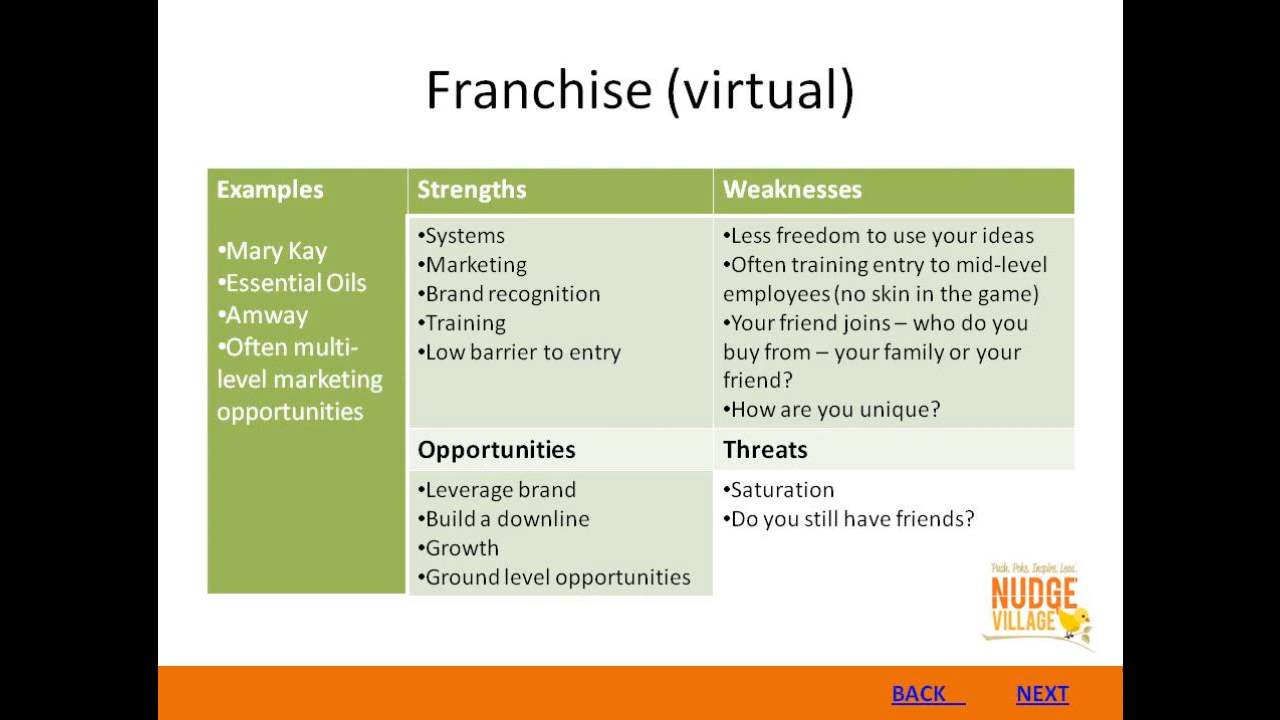 Franchise (virtual)
Examples
•Mary Kay
•Essential Oils
•Amway
•Often multi-
level marketing
opportunities
Strengths
•Systems
•Marketing
•Brand recognition
•Training
•Low barrier to entry
Weaknesses
•Less freedom to use your ideas
•Often training entry to mid-level
employees (no skin in the game)
•Your friend joins – who do you
buy from – your family or your
friend?
•How are you unique?
Opportunities
•Leverage brand
•Build a downline
•Growth
•Ground level opportunities
Threats
•Saturation
•Do you still have friends?
Push. Poke. Inspire. Lead.
NUDGE
VILLAGE
BACK
NEXT